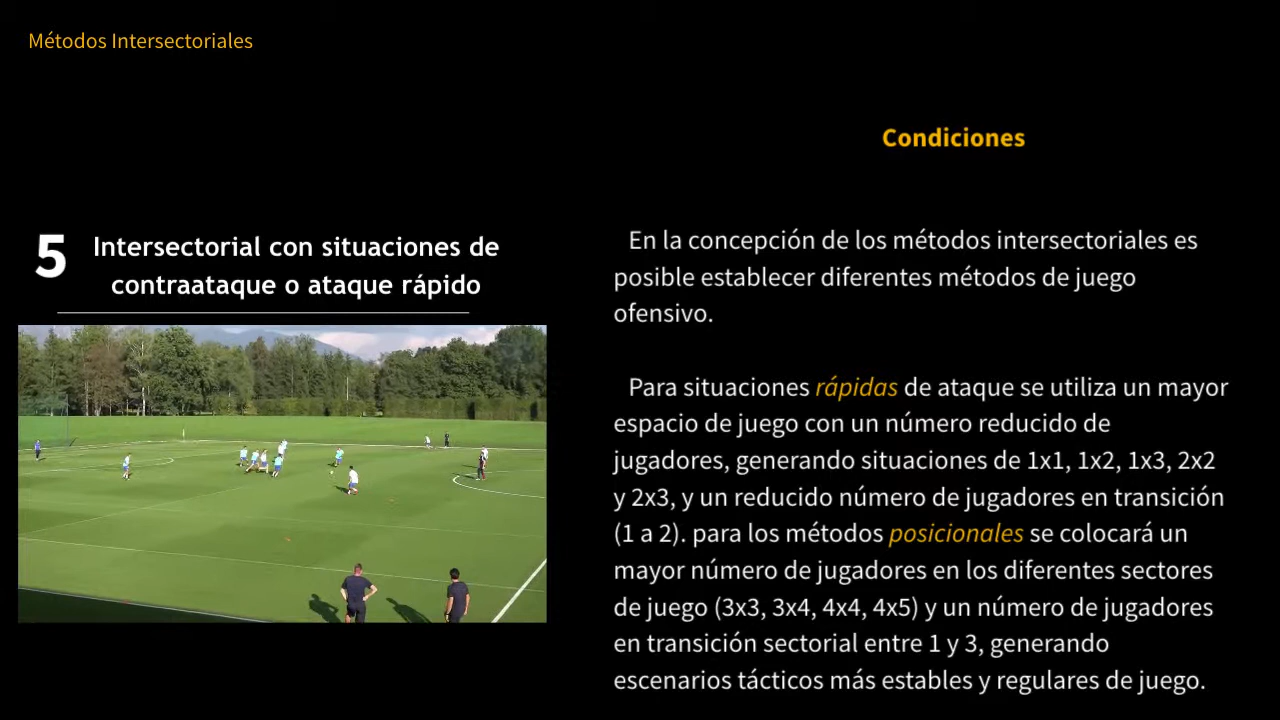 Métodos Intersectoriales
5
Intersectorial con situaciones de
contraataque o ataque rápido
Condiciones
En la concepción de los métodos intersectoriales es
posible establecer diferentes métodos de juego
ofensivo.
Para situaciones rápidas de ataque se utiliza un mayor
espacio de juego con un número reducido de
jugadores, generando situaciones de 1x1, 1x2, 1x3, 2x2
y 2x3, y un reducido número de jugadores en transición
(1 a 2). para los métodos posicionales se colocará un
mayor número de jugadores en los diferentes sectores
de juego (3x3, 3x4, 4x4, 4x5) y un número de jugadores
en transición sectorial entre 1 y 3, generando
escenarios tácticos más estables y regulares de juego.